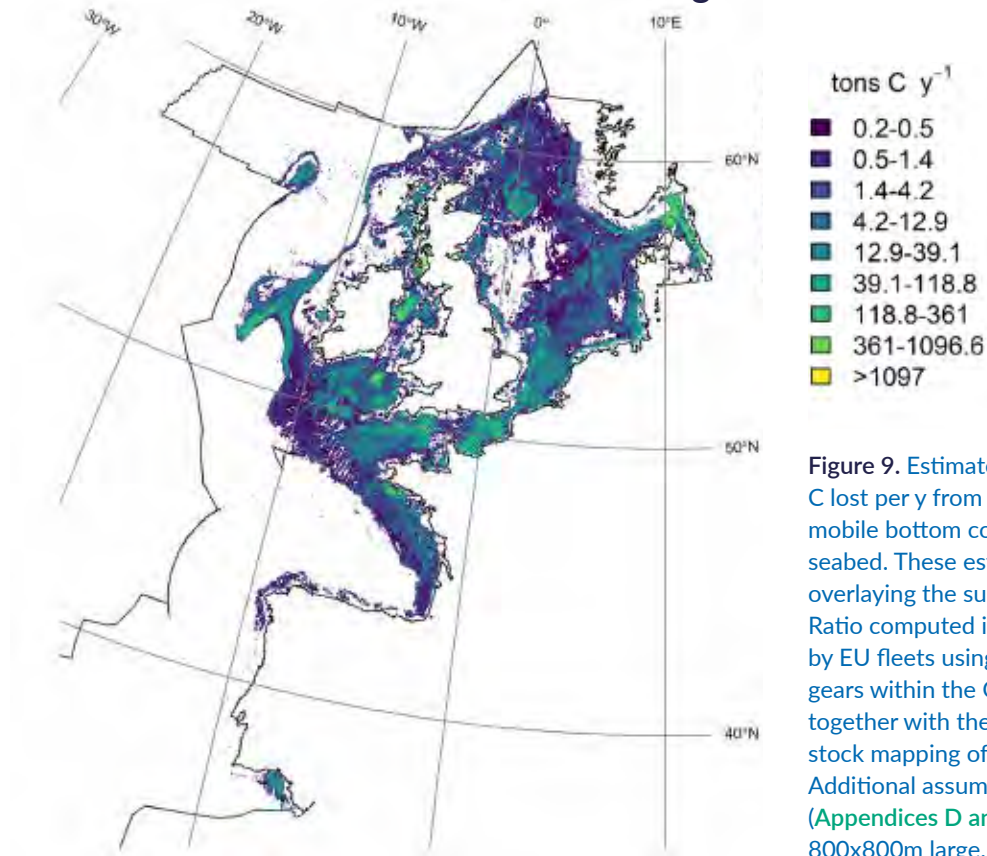 30°W
20°W
10°W
0°
10°E
60°N
50°N
40°N
tons C y⁻¹
0.2-0.5
0.5-1.4
1.4-4.2
4.2-12.9
12.9-39.1
39.1-118.8
118.8-361
361-1096.6
>1097
Figure 9. Estimate
C lost per y from
mobile bottom co
seabed. These est
overlaying the su
Ratio computed i
by EU fleets using
gears within the
together with the
stock mapping of
Additional assum
(Appendices D ar
800x800m large.